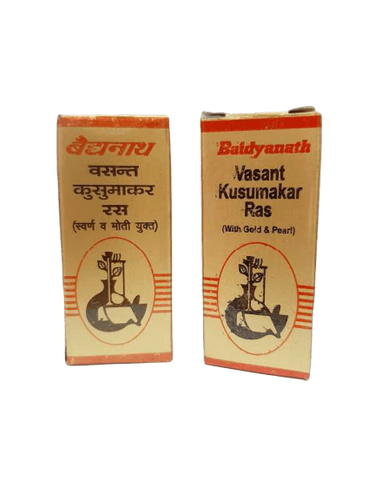 बैद्यनाथ
वसन्त
कुसुमाकर
रस
(स्वर्ण व मोती युक्त)
Baidyanath
Vasant
Kusumakar
Ras
(With Gold & Pearl)